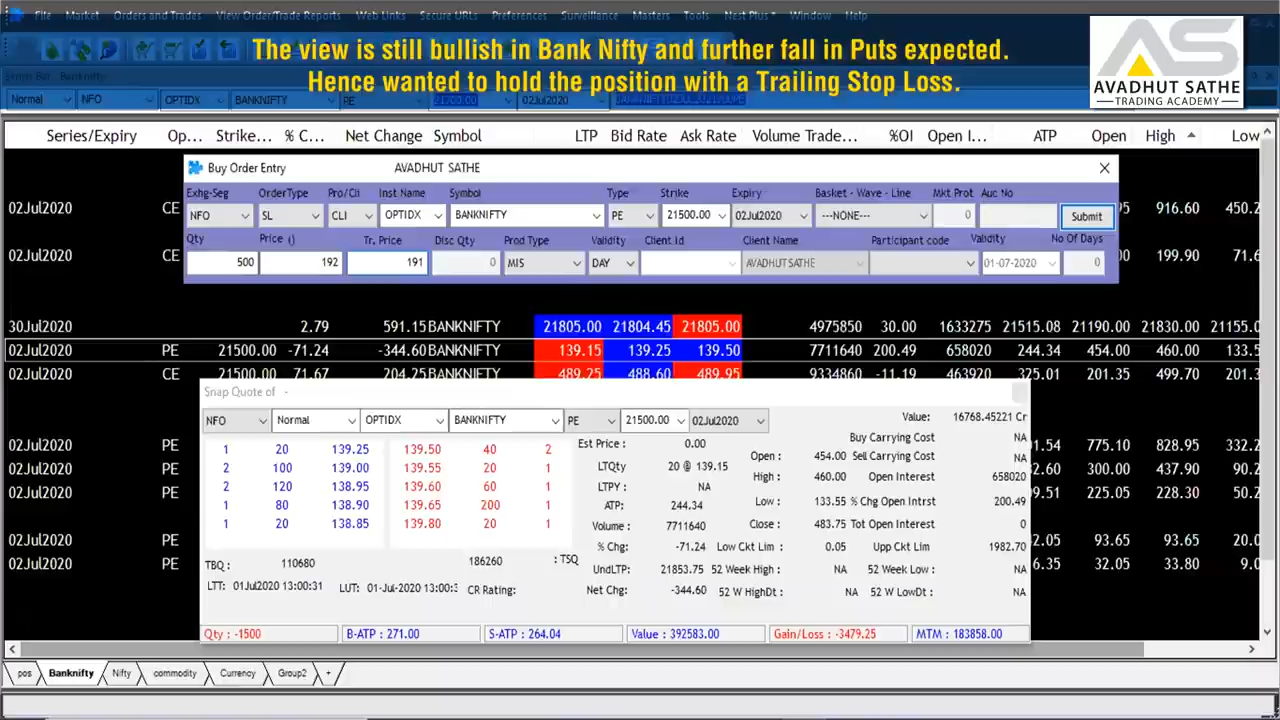 File Market Orders and Trades View Order/Trade Reports Web Links Secure URLs Preferences Surveillance Masters Tools Nest Plus Window Help
The view is still bullish in Bank Nifty and further fall in Puts expected.
Hence wanted to hold the position with a Trailing Stop Loss.
AS
AVADHUT SATHE
TRADING ACADEMY
Normal NFO OPTIDX BANKNIFTY PE 21500.00 02Jul2020
Series/Expiry Op... Strike... % C... Net Change Symbol LTP Bid Rate Ask Rate Volume Trade... %OI Open I... ATP Open High Low
Buy Order Entry AVADHUT SATHE
Exhg-Seg OrderType Pro/Cli Inst Name Symbol Type Strike Expiry Basket - Wave - Line Mkt Prot Auc No
NFO SL CLI OPTIDX BANKNIFTY PE 21500.00 02Jul2020 ---NONE--- 0 Submit
Qty Price () Tr. Price Disc Qty Prod Type Validity Client Id Client Name Participant code Validity No Of Days
500 192 191 0 MIS DAY AVADHUT SATHE 01-07-2020 0
02Jul2020 CE 95 916.60 450.2
02Jul2020 CE 00 199.90 71.6
30Jul2020 2.79 591.15 BANKNIFTY 21805.00 21804.45 21805.00 4975850 30.00 1633275 21515.08 21190.00 21830.00 21155.0
02Jul2020 PE 21500.00 -71.24 -344.60 BANKNIFTY 139.15 139.25 139.50 7711640 200.49 658020 244.34 454.00 460.00 133.5
02Jul2020 CE 21500.00 71.67 204.25 BANKNIFTY 489.25 488.60 489.95 9334860 -11.19 463920 325.01 201.35 499.70 140.0
02Jul2020 PE 1.54 775.10 828.95 332.2
02Jul2020 PE 2.60 300.00 437.90 90.2
02Jul2020 PE 9.51 225.05 228.30 50.2
02Jul2020 PE 2.05 93.65 93.65 20.0
02Jul2020 PE 6.35 32.05 33.80 9.0
Snap Quote of -
NFO Normal OPTIDX BANKNIFTY PE 21500.00 02Jul2020
1 20 139.25 139.50 40 2
2 100 139.00 139.55 20 1
2 120 138.95 139.60 60 1
1 80 138.90 139.65 200 1
1 20 138.85 139.80 20 1
TBQ : 110680 186260 : TSQ
LTT: 01Jul2020 13:00:31 LUT: 01-Jul-2020 13:00:3 CR Rating:
Est Price : 0.00
LTQty 20 @ 139.15
LTPY : NA
ATP: 244.34
Volume : 7711640
% Chg: -71.24
UndLTP: 21853.75
Net Chg: -344.60
Value: 16768.45221 Cr
Buy Carrying Cost NA
Open : 454.00 Sell Carrying Cost NA
High : 460.00 Open Interest 658020
Low : 133.55 % Chg Open Intrst 200.49
Close : 483.75 Tot Open Interest 0
Low Ckt Lim : 0.05 Upp Ckt Lim 1982.70
52 Week High : NA 52 Week Low : NA
52 W HighDt : NA 52 W LowDt : NA
Qty : -1500 B-ATP : 271.00 S-ATP : 264.04 Value : 392583.00 Gain/Loss : -3479.25 MTM : 183858.00
pos Banknifty Nifty commodity Currency Group2 +